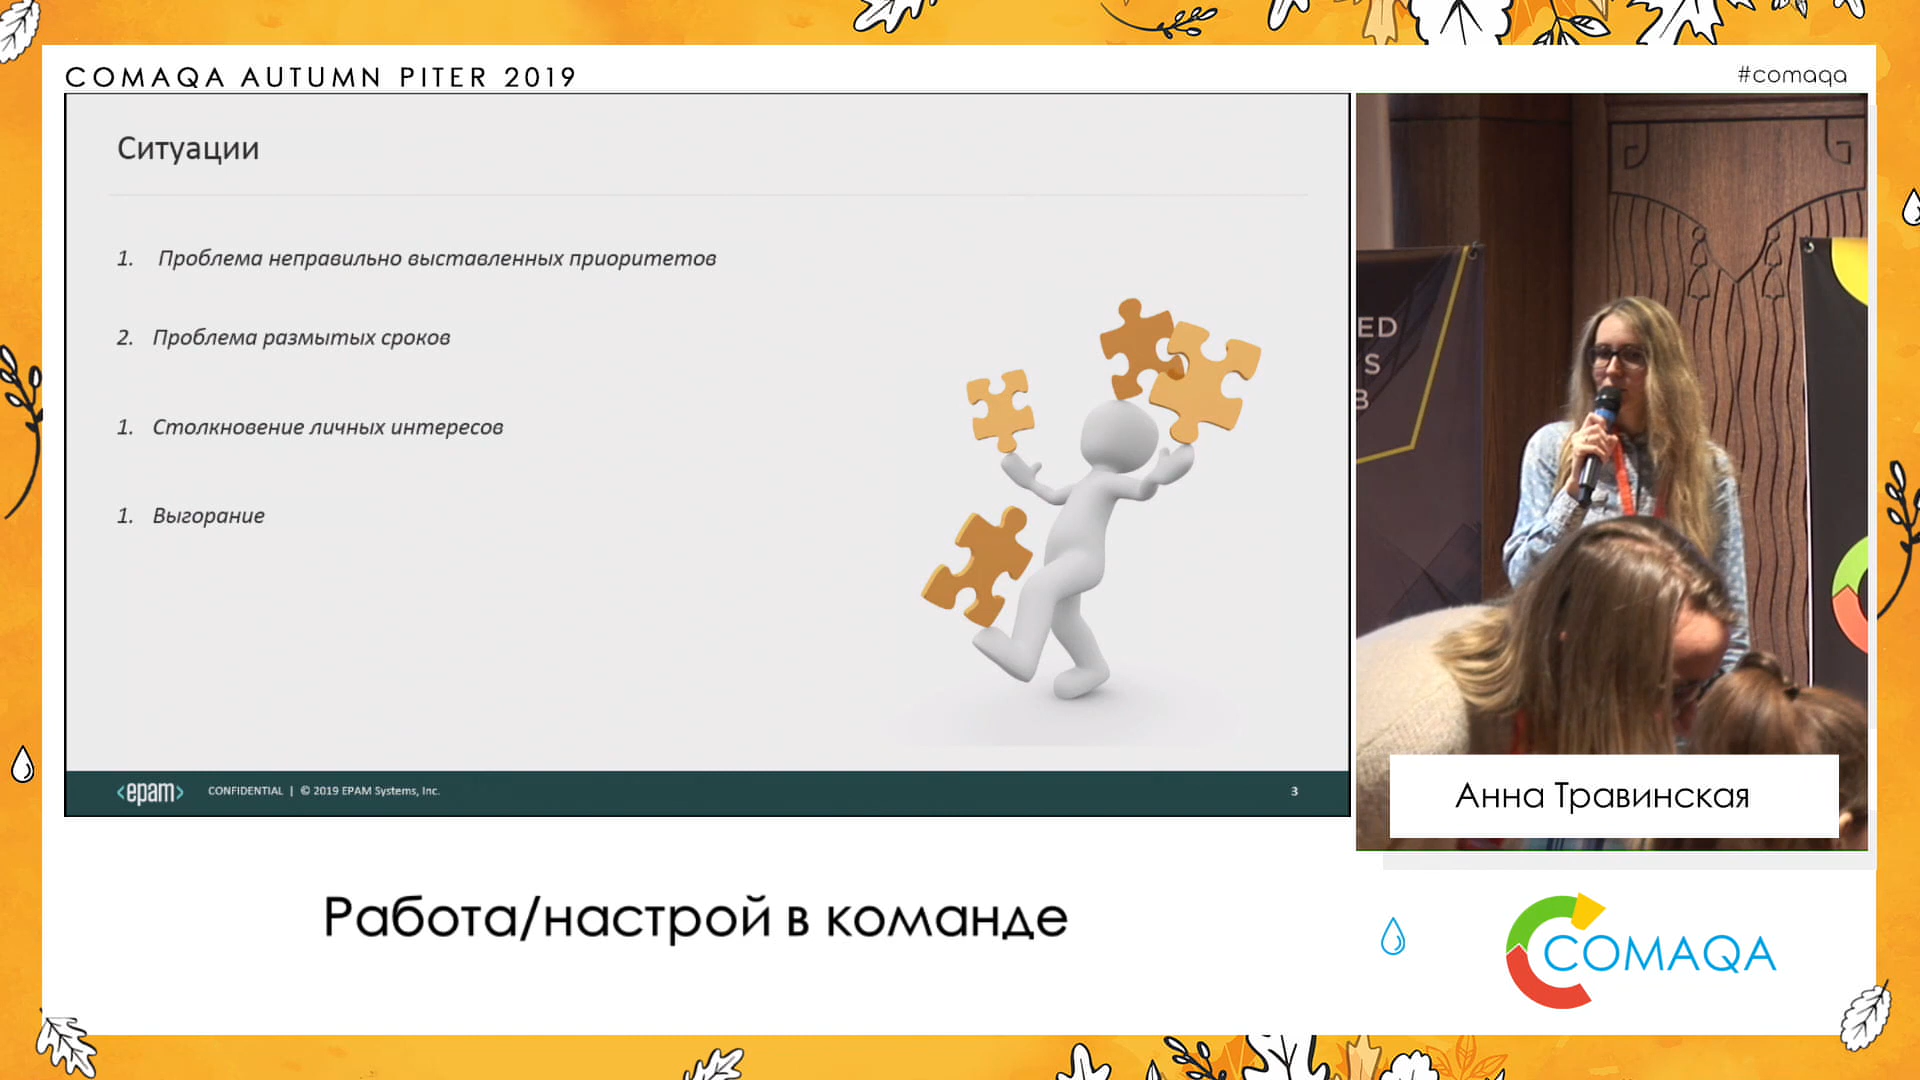 COMAQA AUTUMN PITER 2019
#comaqa
Ситуации
1. Проблема неправильно выставленных приоритетов
2. Проблема размытых сроков
1. Столкновение личных интересов
1. Выгорание
<epam>
CONFIDENTIAL | © 2019 EPAM Systems, Inc.
3
ED
S
B
Анна Травинская
Работа/настрой в команде
COMAQA